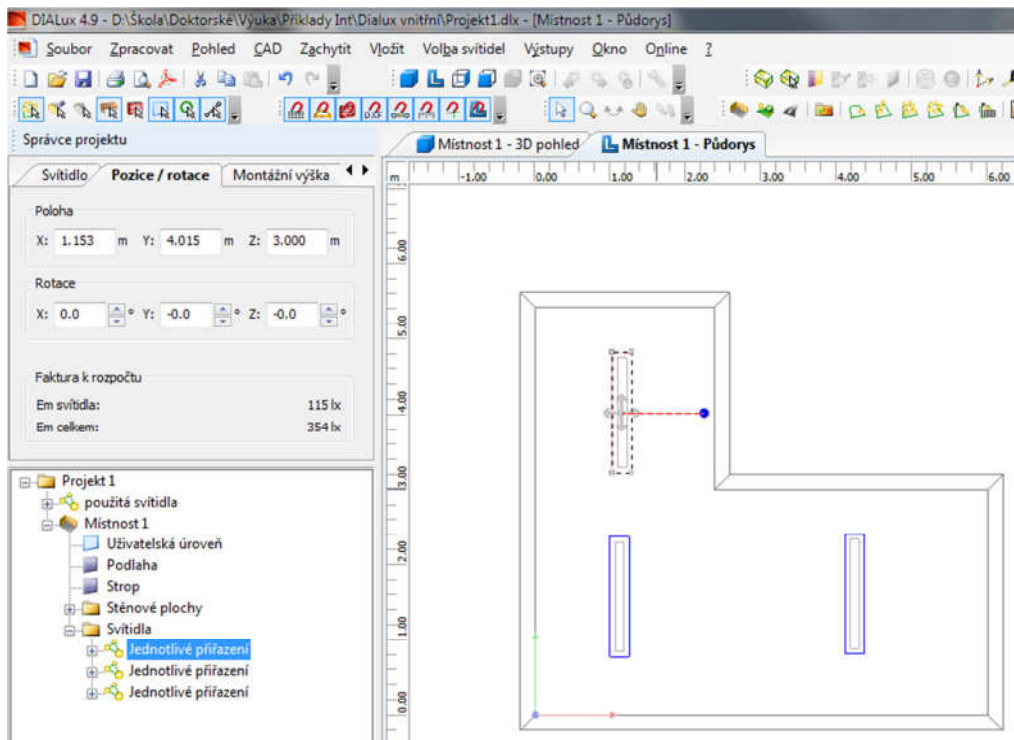 DIALux 4.9 - D:\Škola\Doktorské\Výuka\Příklady Int\Dialux vnitřní\Projekt1.dlx - [Místnost 1 - Půdorys]
Soubor Zpracovat Pohled CAD Zachytit Vložit Volba svítidel Výstupy Okno Online ?
Správce projektu
Svítidlo Pozice / rotace Montážní výška
Poloha
X: 1.153 m Y: 4.015 m Z: 3.000 m
Rotace
X: 0.0 ° Y: -0.0 ° Z: -0.0 °
Faktura k rozpočtu
Em svítidla: 115 lx
Em celkem: 354 lx
Projekt 1
použitá svítidla
Místnost 1
Uživatelská úroveň
Podlaha
Strop
Sténové plochy
Svítidla
Jednotlivé přiřazení
Jednotlivé přiřazení
Jednotlivé přiřazení
Místnost 1 - 3D pohled Místnost 1 - Půdorys
m -1.00 0.00 1.00 2.00 3.00 4.00 5.00 6.00
6.00
5.00
4.00
3.00
2.00
1.00
0.00